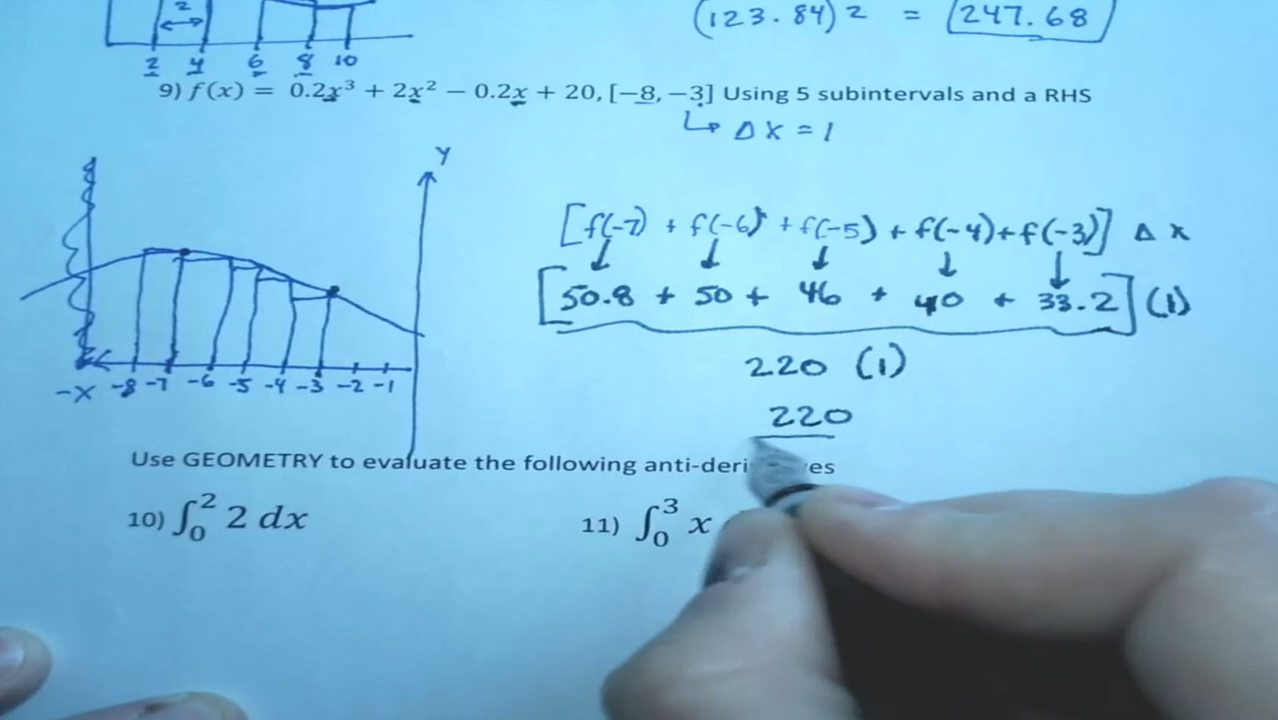 2
(123.84)2 = 247.68
2 4 6 8 10
9) f(x) = 0.2x³ + 2x² − 0.2x + 20, [−8, −3] Using 5 subintervals and a RHS
↳ Δx = 1
y
[f(-7) + f(-6) + f(-5) + f(-4) + f(-3)] Δx
[50.8 + 50 + 46 + 40 + 33.2] (1)
220 (1)
-x -8 -7 -6 -5 -4 -3 -2 -1
220
Use GEOMETRY to evaluate the following
10) ∫₀² 2 dx 11) ∫₀³ x